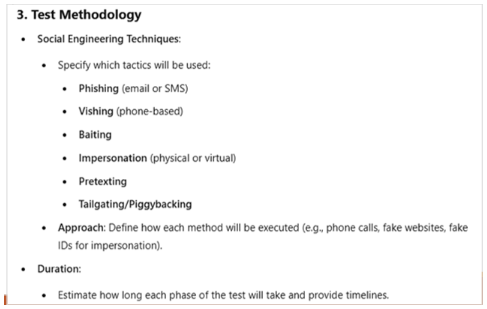 3. Test Methodology
• Social Engineering Techniques:
• Specify which tactics will be used:
• Phishing (email or SMS)
• Vishing (phone-based)
• Baiting
• Impersonation (physical or virtual)
• Pretexting
• Tailgating/Piggybacking
• Approach: Define how each method will be executed (e.g., phone calls, fake websites, fake
IDs for impersonation).
• Duration:
• Estimate how long each phase of the test will take and provide timelines.